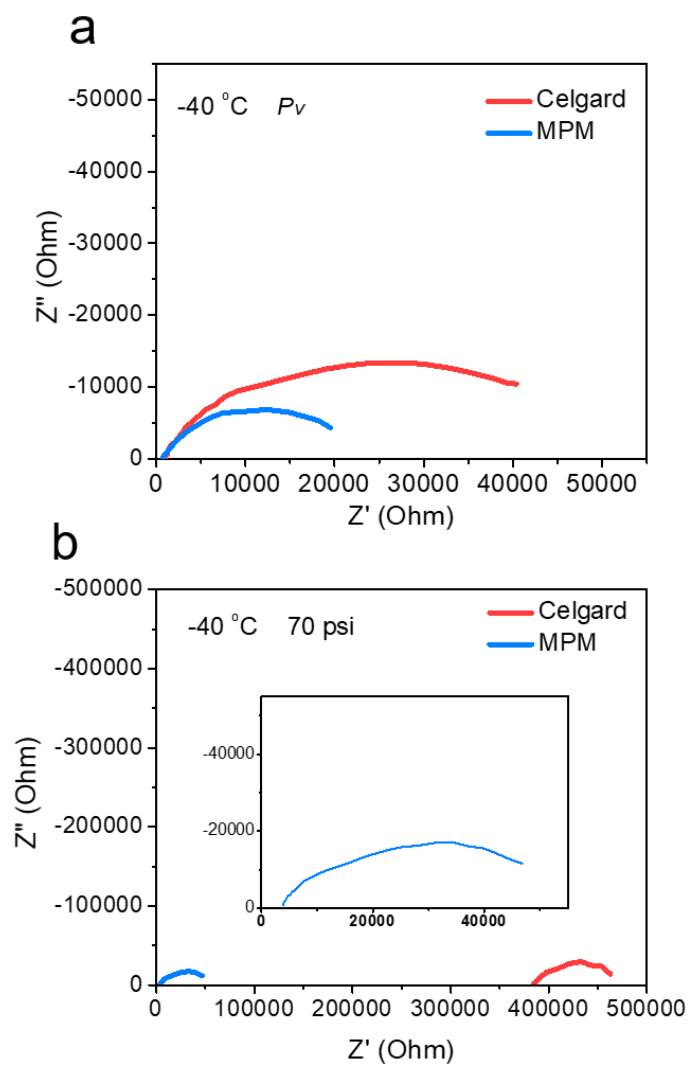 a
-40 °C Pv
Celgard
MPM
-50000
-40000
-30000
-20000
-10000
0
Z'' (Ohm)
0 10000 20000 30000 40000 50000
Z' (Ohm)
b
-40 °C 70 psi
Celgard
MPM
-500000
-400000
-300000
-200000
-100000
0
Z'' (Ohm)
-40000
-20000
0
0 20000 40000
0 100000 200000 300000 400000 500000
Z' (Ohm)